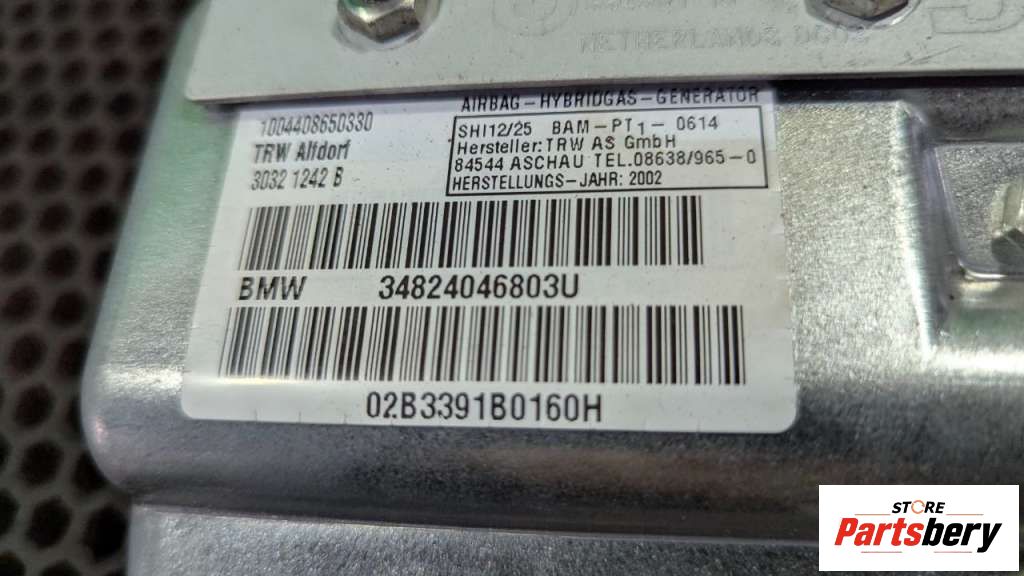 NETHERLANDS
AIRBAG-HYBRIDGAS-GENERATOR
1004408650330
TRW Alfdorf
3032 1242 B
SHI12/25 BAM-PT1-0614
Hersteller: TRW AS GmbH
84544 ASCHAU TEL.08638/965-0
HERSTELLUNGS-JAHR: 2002
BMW 34824046803U
02B3391B0160H
STORE
Partsbery